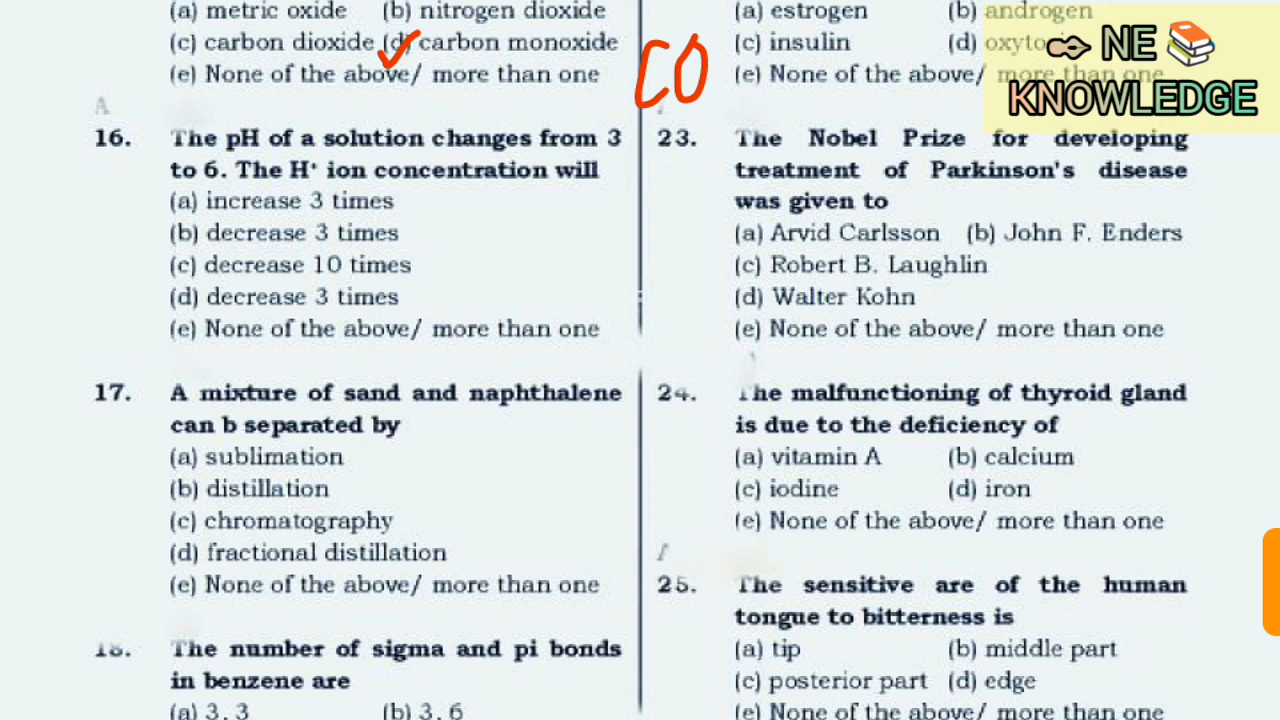 (a) metric oxide (b) nitrogen dioxide
(c) carbon dioxide (d) carbon monoxide
(e) None of the above/ more than one
16. The pH of a solution changes from 3
to 6. The H⁺ ion concentration will
(a) increase 3 times
(b) decrease 3 times
(c) decrease 10 times
(d) decrease 3 times
(e) None of the above/ more than one
17. A mixture of sand and naphthalene
can b separated by
(a) sublimation
(b) distillation
(c) chromatography
(d) fractional distillation
(e) None of the above/ more than one
18. The number of sigma and pi bonds
in benzene are
(a) 3, 3 (b) 3, 6
CO
(a) estrogen (b) androgen
(c) insulin (d)
(e) None of the above/ more than one
NE
KNOWLEDGE
23. The Nobel Prize for developing
treatment of Parkinson's disease
was given to
(a) Arvid Carlsson (b) John F. Enders
(c) Robert B. Laughlin
(d) Walter Kohn
(e) None of the above/ more than one
24. The malfunctioning of thyroid gland
is due to the deficiency of
(a) vitamin A (b) calcium
(c) iodine (d) iron
(e) None of the above/ more than one
25. The sensitive are of the human
tongue to bitterness is
(a) tip (b) middle part
(c) posterior part (d) edge
(e) None of the above/ more than one